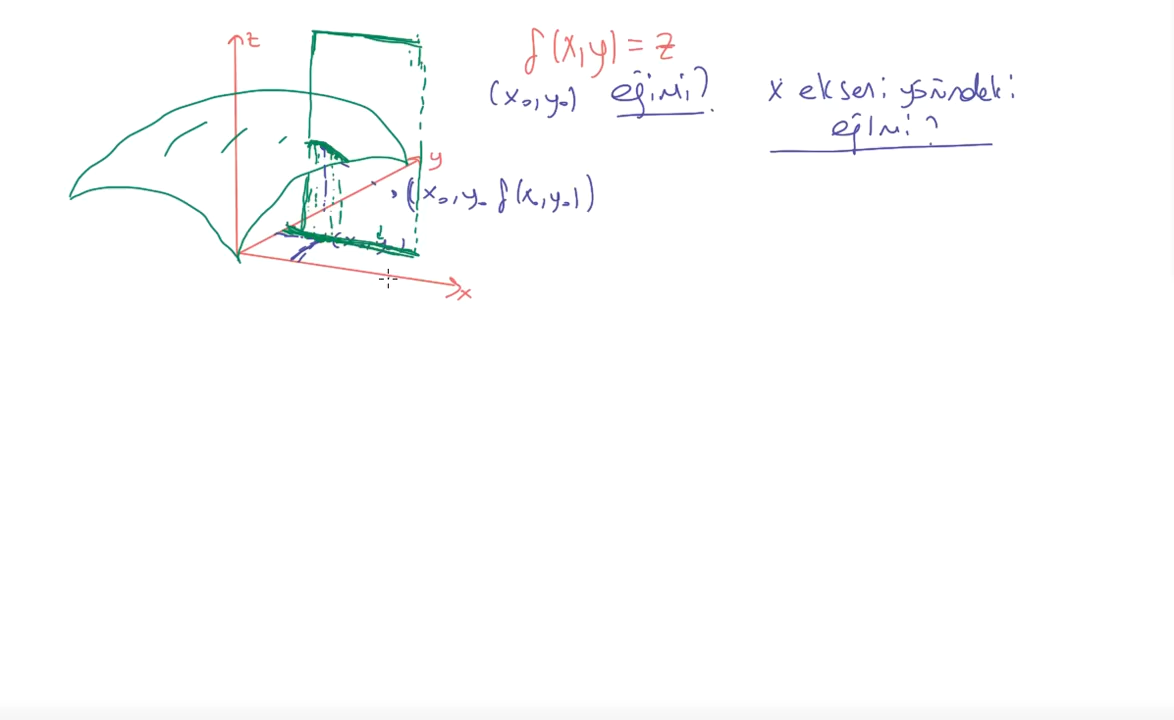 z
f(x,y) = z
(x₀,y₀) eğimi?
x ekseni yönündeki
eğimi?
y
(x₀,y₀ f(x,y₀))
x